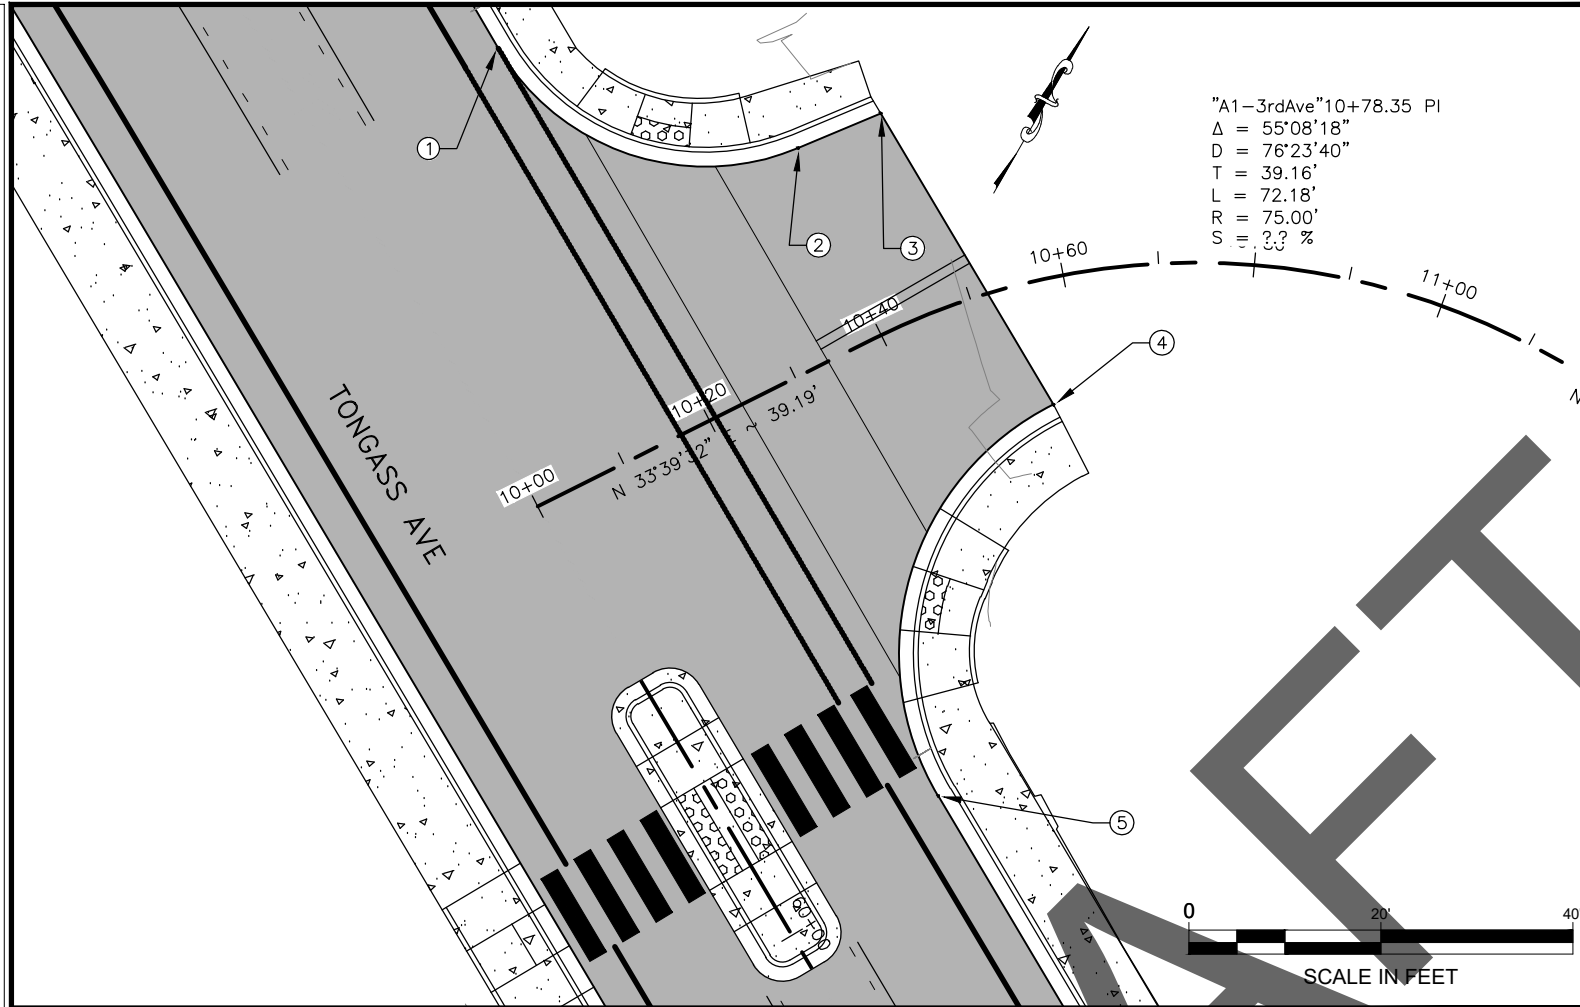 "A1-3rdAve"10+78.35 PI
Δ = 55°08'18"
D = 76°23'40"
T = 39.16'
L = 72.18'
R = 75.00'
S = ?.? %
1
2
3
10+60
11+00
10+40
4
10+20
N 33°39'32" E ~ 39.19'
10+00
TONGASS AVE
5
60+00
0 20' 40'
SCALE IN FEET